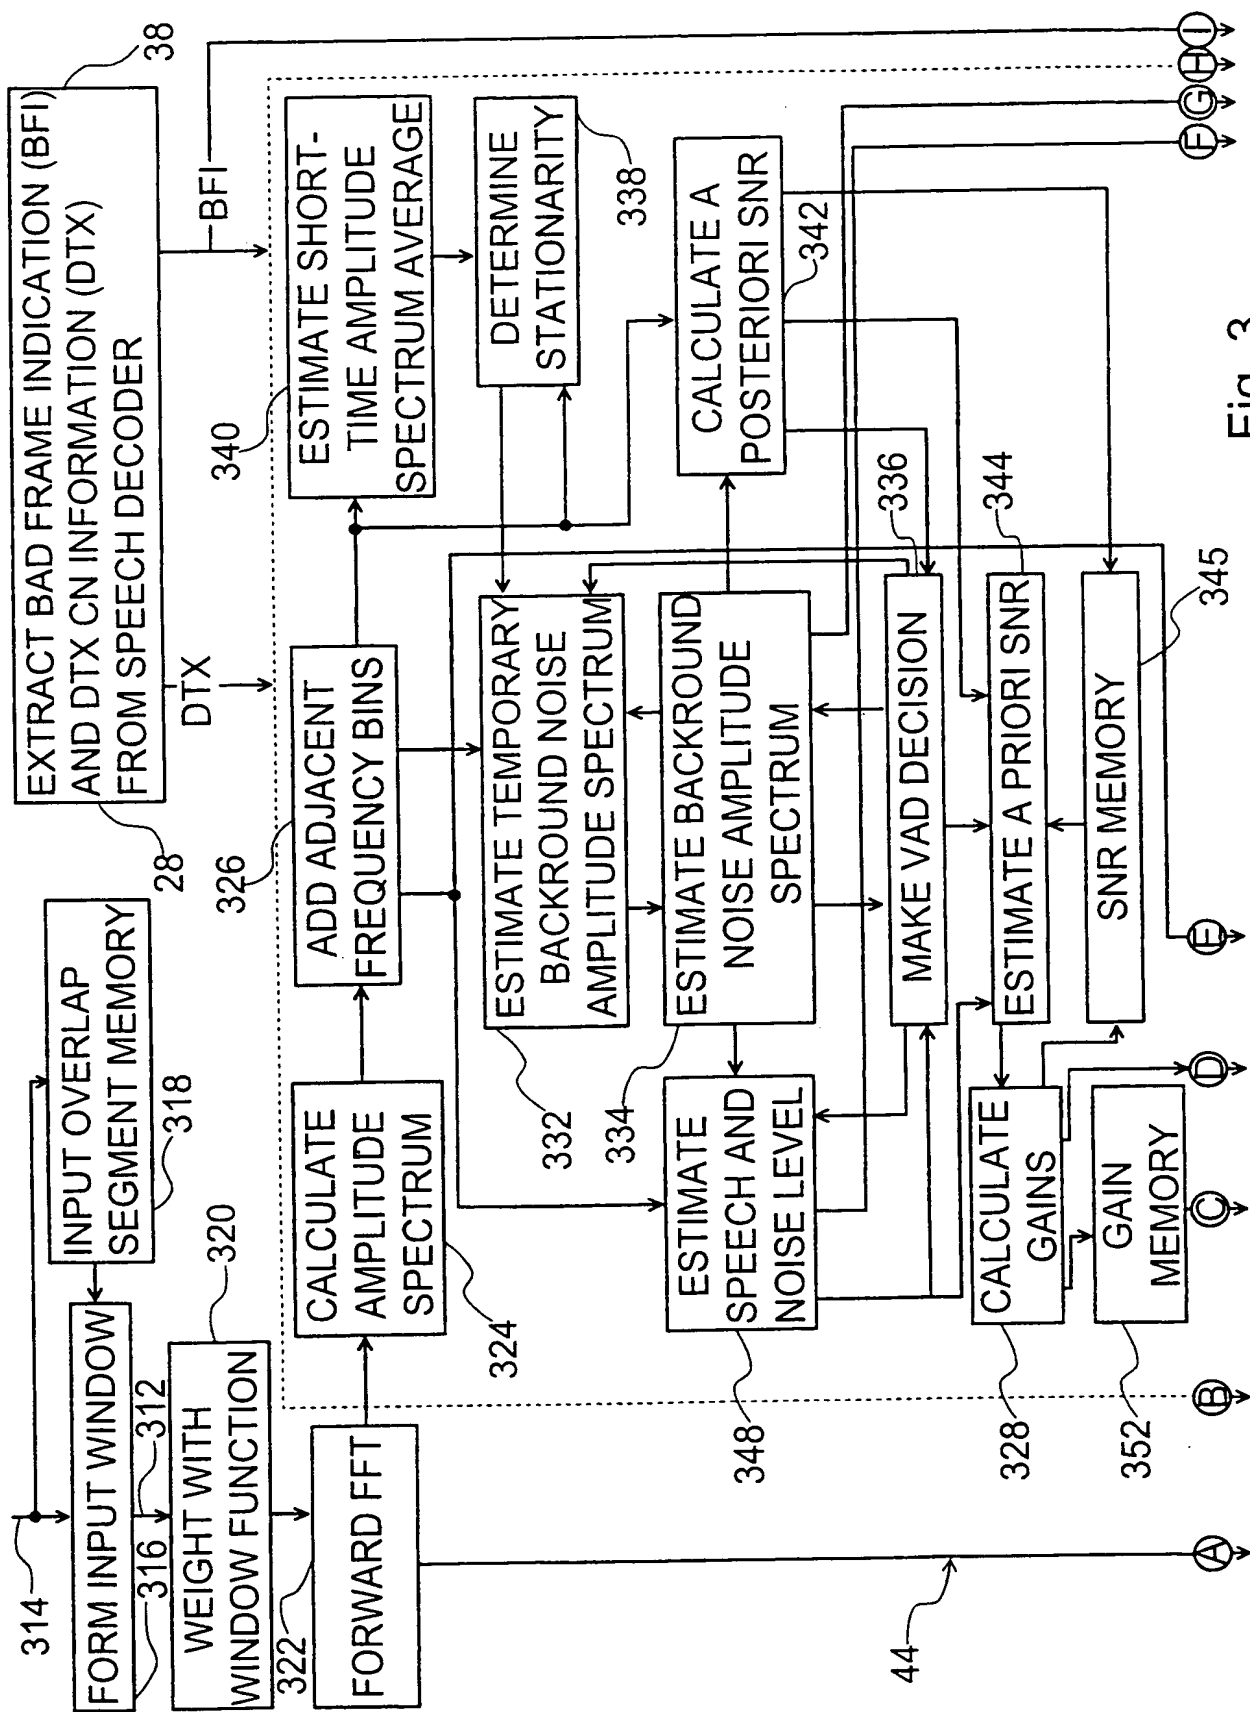 EXTRACT BAD FRAME INDICATION (BFI)
AND DTX CN INFORMATION (DTX)
FROM SPEECH DECODER
38
28
BFI
DTX
314
INPUT OVERLAP
SEGMENT MEMORY
318
FORM INPUT WINDOW
316
312
WEIGHT WITH
WINDOW FUNCTION
320
FORWARD FFT
322
CALCULATE
AMPLITUDE
SPECTRUM
324
ADD ADJACENT
FREQUENCY BINS
326
ESTIMATE SHORT-
TIME AMPLITUDE
SPECTRUM AVERAGE
340
DETERMINE
STATIONARITY
338
ESTIMATE TEMPORARY
BACKROUND NOISE
AMPLITUDE SPECTRUM
332
ESTIMATE BACKROUND
NOISE AMPLITUDE
SPECTRUM
334
CALCULATE A
POSTERIORI SNR
342
ESTIMATE
SPEECH AND
NOISE LEVEL
348
MAKE VAD DECISION
336
ESTIMATE A PRIORI SNR
344
SNR MEMORY
345
CALCULATE
GAINS
328
GAIN
MEMORY
352
44
A
B
C
D
E
F
G
H
I
Fig. 3